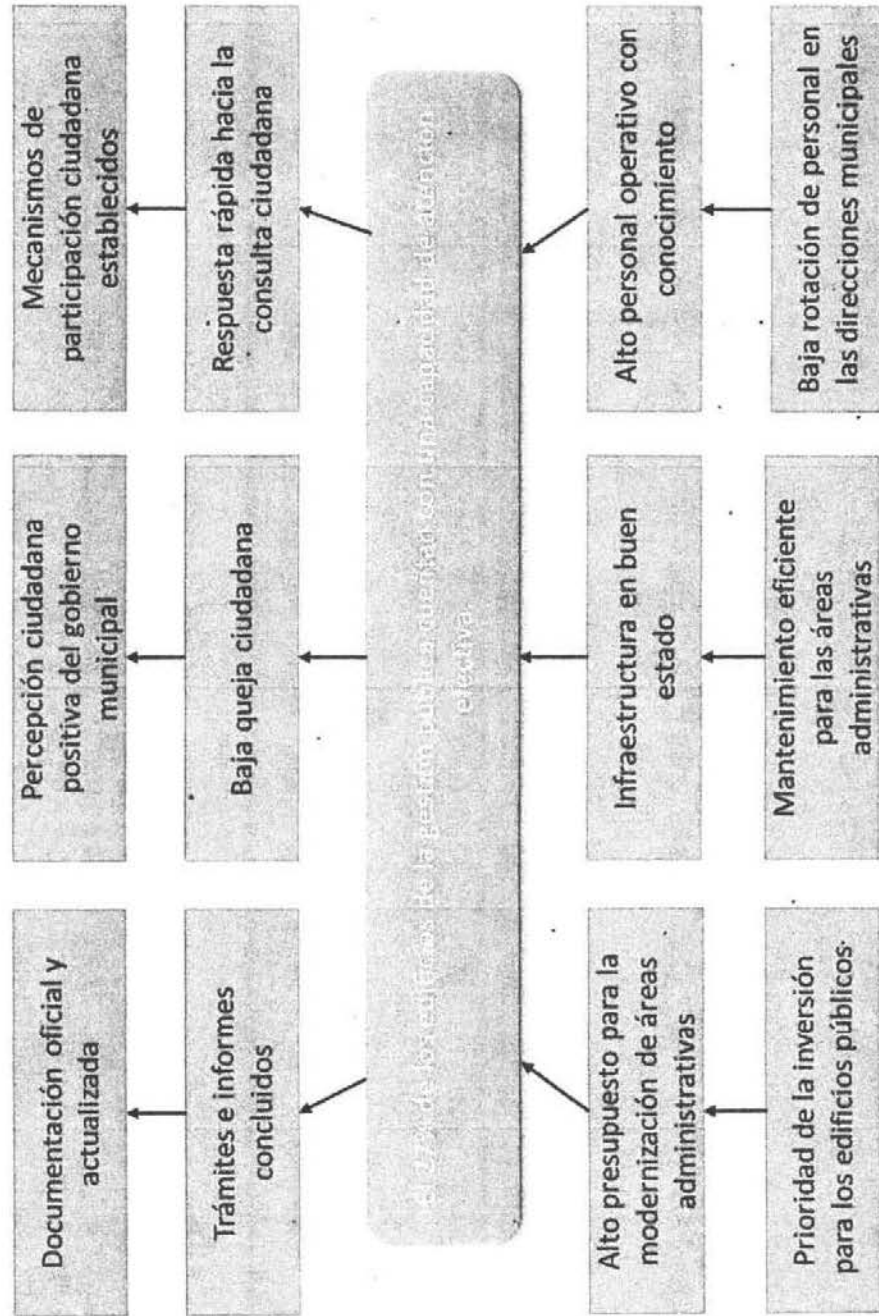 Documentación oficial y
actualizada
Percepción ciudadana
positiva del gobierno
municipal
Mecanismos de
participación ciudadana
establecidos
Trámites e informes
concluidos
Baja queja ciudadana
Respuesta rápida hacia la
consulta ciudadana
de los edificios de la gestión pública cuentan con una capacidad de atención
efectiva.
Alto presupuesto para la
modernización de áreas
administrativas
Infraestructura en buen
estado
Alto personal operativo con
conocimiento
Prioridad de la inversión
para los edificios públicos
Mantenimiento eficiente
para las áreas
administrativas
Baja rotación de personal en
las direcciones municipales